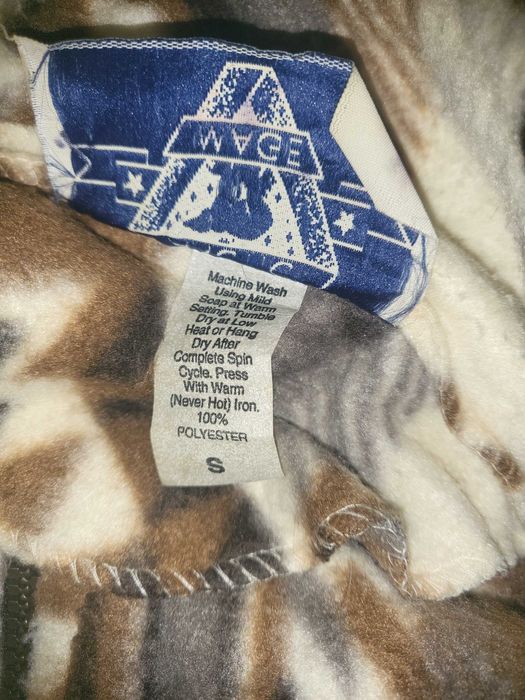 WAGE
Machine Wash
Using Mild
Soap at Warm
Setting. Tumble
Dry at Low
Heat or Hang
Dry After
Complete Spin
Cycle. Press
With Warm
(Never Hot) Iron.
100%
POLYESTER
S